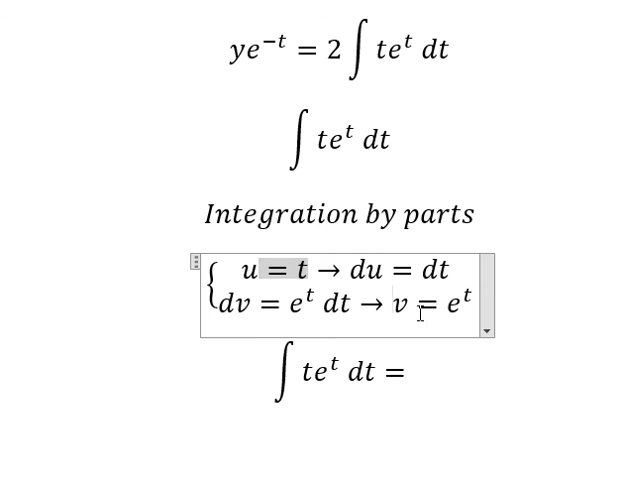 ye^{-t} = 2 ∫ te^t dt
∫ te^t dt
Integration by parts
{ u = t → du = dt
dv = e^t dt → v = e^t
∫ te^t dt =